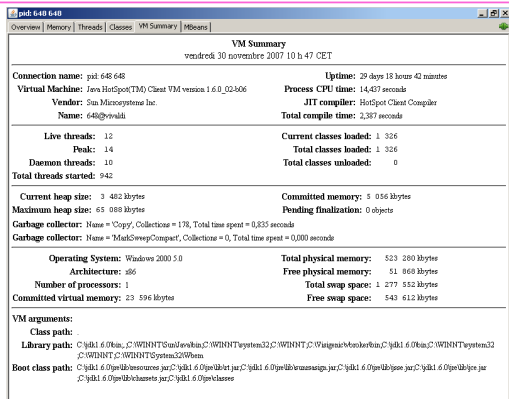 pid: 648 648
Overview Memory Threads Classes VM Summary MBeans
VM Summary
vendredi 30 novembre 2007 10 h 47 CET
Connection name: pid: 648 648
Uptime: 29 days 18 hours 42 minutes
Virtual Machine: Java HotSpot(TM) Client VM version 1.6.0_02-b06
Process CPU time: 14,437 seconds
Vendor: Sun Microsystems Inc.
JIT compiler: HotSpot Client Compiler
Name: 648@vivaldi
Total compile time: 2,387 seconds
Live threads: 12
Current classes loaded: 1 326
Peak: 14
Total classes loaded: 1 326
Daemon threads: 10
Total classes unloaded: 0
Total threads started: 942
Current heap size: 3 482 kbytes
Committed memory: 5 056 kbytes
Maximum heap size: 65 088 kbytes
Pending finalization: 0 objects
Garbage collector: Name = 'Copy', Collections = 178, Total time spent = 0,835 seconds
Garbage collector: Name = 'MarkSweepCompact', Collections = 0, Total time spent = 0,000 seconds
Operating System: Windows 2000 5.0
Total physical memory: 523 280 kbytes
Architecture: x86
Free physical memory: 51 868 kbytes
Number of processors: 1
Total swap space: 1 277 552 kbytes
Committed virtual memory: 23 596 kbytes
Free swap space: 543 612 kbytes
VM arguments:
Class path: .
Library path: C:\jdk1.6.0\bin;.;C:\WINNT\Sun\Java\bin;C:\WINNT\system32;C:\WINNT;C:\Visigenic\vbroker\bin;C:\jdk1.6.0\bin;C:\WINNT\system32
;C:\WINNT;C:\WINNT\System32\Wbem
Boot class path: C:\jdk1.6.0\jre\lib\resources.jar;C:\jdk1.6.0\jre\lib\rt.jar;C:\jdk1.6.0\jre\lib\sunrsasign.jar;C:\jdk1.6.0\jre\lib\jsse.jar;C:\jdk1.6.0\jre\lib\jce.jar
;C:\jdk1.6.0\jre\lib\charsets.jar;C:\jdk1.6.0\jre\classes